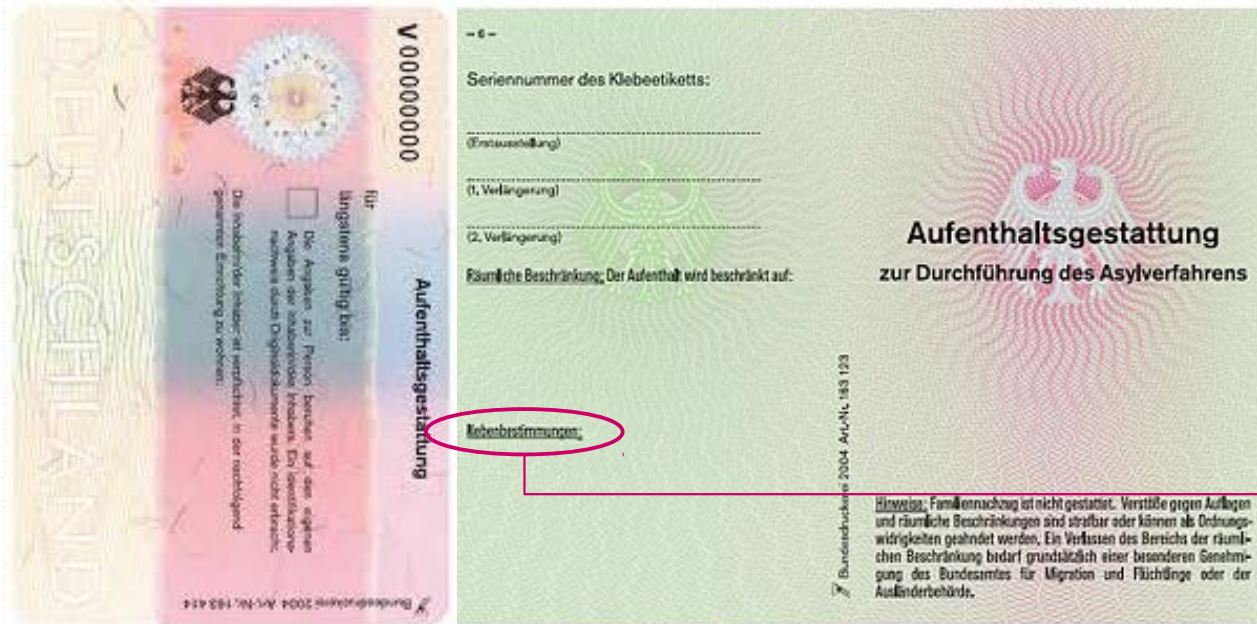 DEUTSCHLAND
V 00000000
Aufenthaltsgestattung
für
längstens gültig bis:
Die Angaben zur Person beruhen auf den eigenen
Angaben der Inhaberin/des Inhabers. Ein Identifikations-
nachweis durch Originaldokumente wurde nicht erbracht.
Die Inhaberin/der Inhaber ist verpflichtet, in der nachfolgend
genannten Einrichtung zu wohnen:
Bundesdruckerei 2004 Art.-Nr. 163 414
– 6 –
Seriennummer des Klebeetiketts:
(Erstausstellung)
(1. Verlängerung)
(2. Verlängerung)
Räumliche Beschränkung: Der Aufenthalt wird beschränkt auf:
Nebenbestimmungen:
Bundesdruckerei 2004 Art.-Nr. 163 123
Aufenthaltsgestattung
zur Durchführung des Asylverfahrens
Hinweise: Familiennachzug ist nicht gestattet. Verstöße gegen Auflagen
und räumliche Beschränkungen sind strafbar oder können als Ordnungs-
widrigkeiten geahndet werden. Ein Verlassen des Bereichs der räumli-
chen Beschränkung bedarf grundsätzlich einer besonderen Genehmi-
gung des Bundesamtes für Migration und Flüchtlinge oder der
Ausländerbehörde.